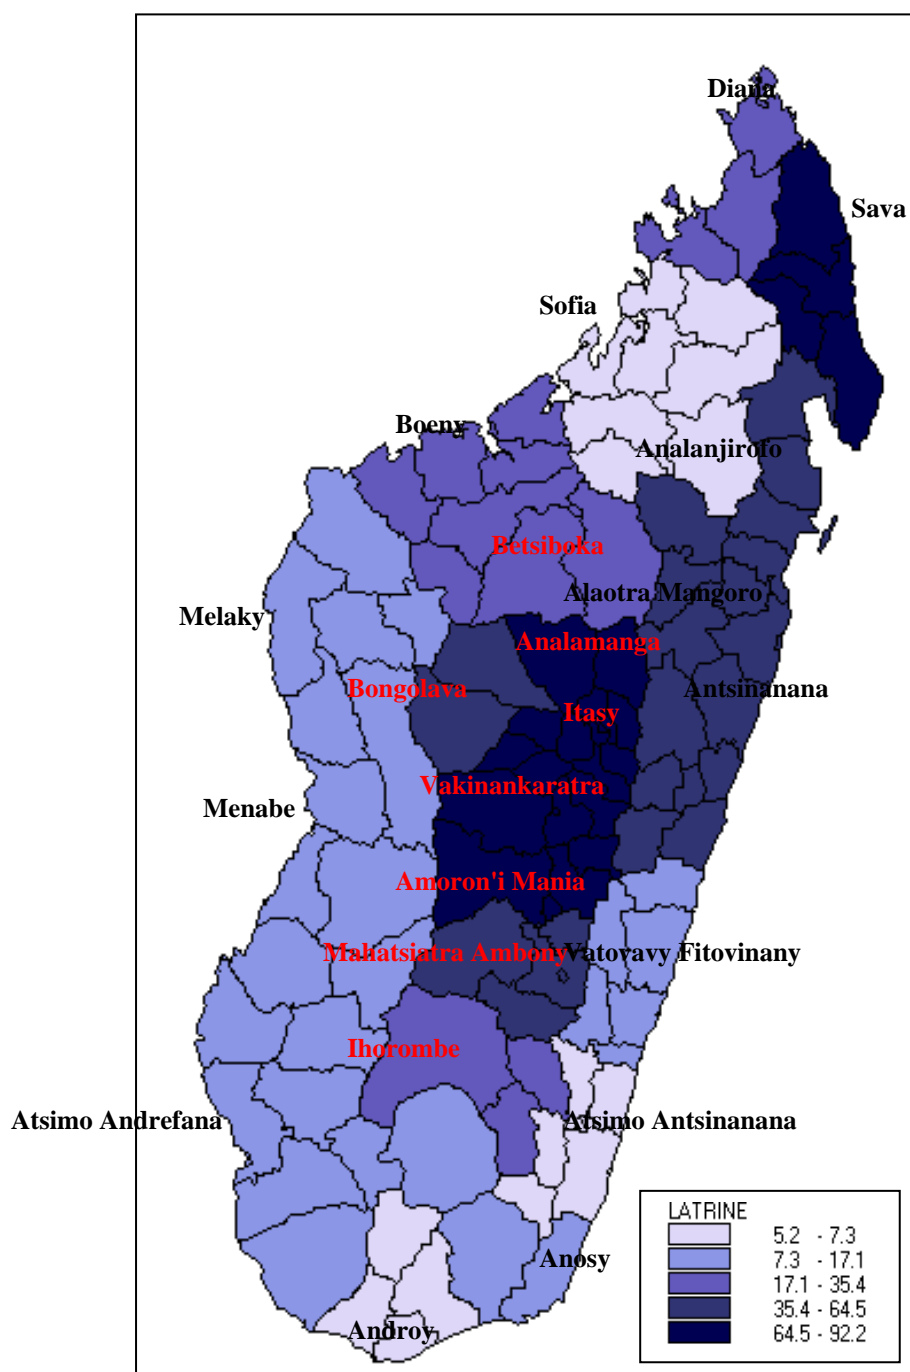 Diana
Sava
Sofia
Boeny
Analanjirofo
Betsiboka
Alaotra Mangoro
Melaky
Analamanga
Bongolava
Antsinanana
Itasy
Vakinankaratra
Menabe
Amoron'i Mania
Mahatsiatra Ambony
Vatovavy Fitovinany
Ihorombe
Atsimo Andrefana
Atsimo Antsinanana
Anosy
Androy
LATRINE
5.2 - 7.3
7.3 - 17.1
17.1 - 35.4
35.4 - 64.5
64.5 - 92.2